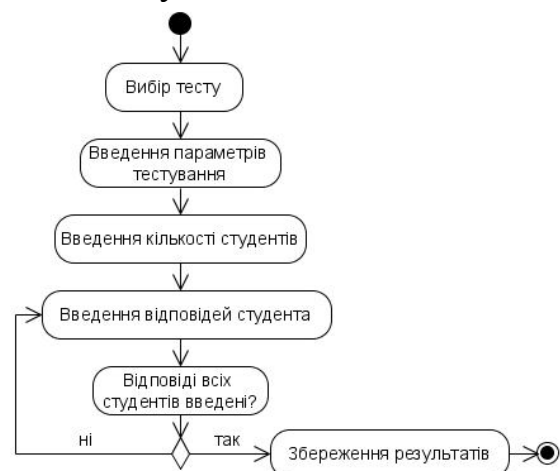 Вибір тесту
Введення параметрів
тестування
Введення кількості студентів
Введення відповідей студента
Відповіді всіх
студентів введені?
ні
так
Збереження результатів